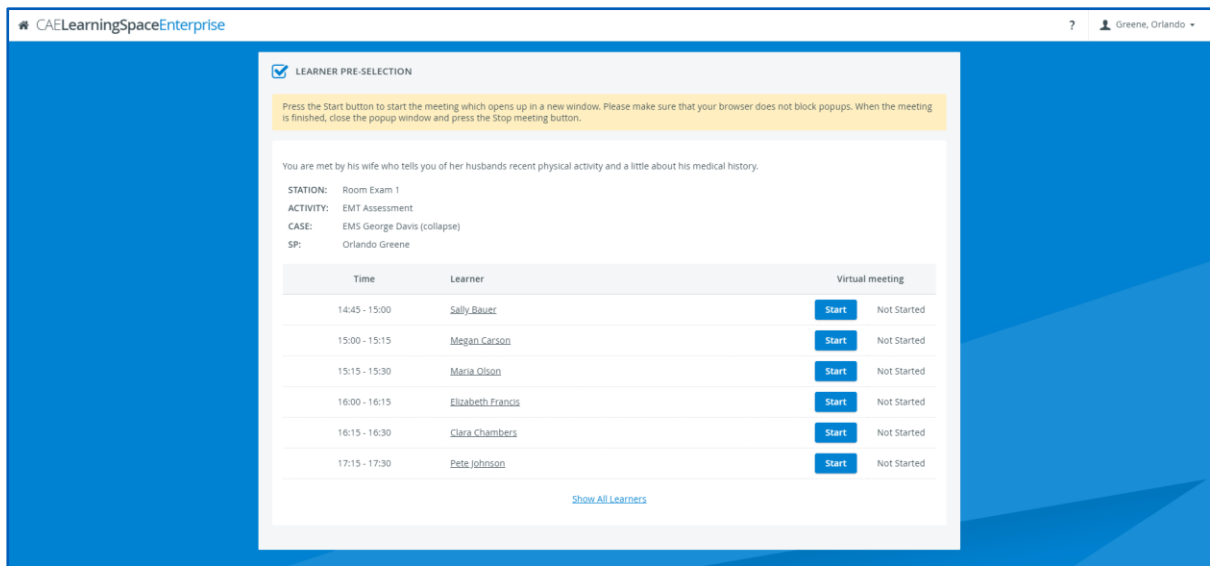 CAELearningSpaceEnterprise
? Greene, Orlando
LEARNER PRE-SELECTION
Press the Start button to start the meeting which opens up in a new window. Please make sure that your browser does not block popups. When the meeting
is finished, close the popup window and press the Stop meeting button.
You are met by his wife who tells you of her husbands recent physical activity and a little about his medical history.
STATION: Room Exam 1
ACTIVITY: EMT Assessment
CASE: EMS George Davis (collapse)
SP: Orlando Greene
Time Learner Virtual meeting
14:45 - 15:00 Sally Bauer Start Not Started
15:00 - 15:15 Megan Carson Start Not Started
15:15 - 15:30 Maria Olson Start Not Started
16:00 - 16:15 Elizabeth Francis Start Not Started
16:15 - 16:30 Clara Chambers Start Not Started
17:15 - 17:30 Pete Johnson Start Not Started
Show All Learners